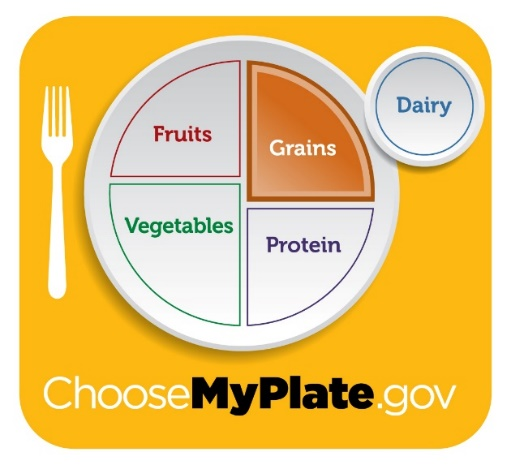 Fruits
Grains
Dairy
Vegetables
Protein
ChooseMyPlate.gov